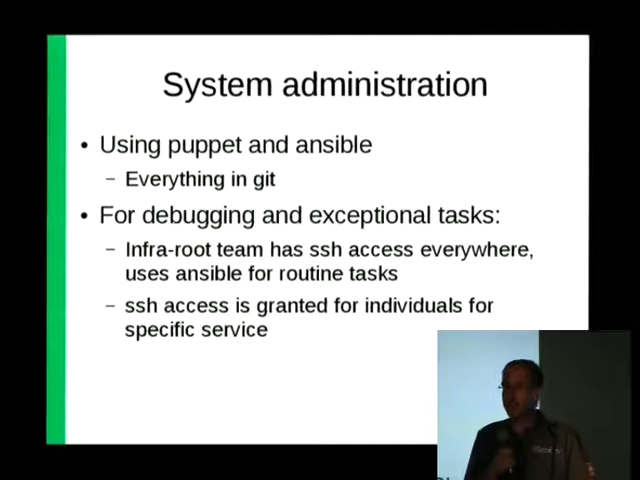 System administration
• Using puppet and ansible
– Everything in git
• For debugging and exceptional tasks:
– Infra-root team has ssh access everywhere,
uses ansible for routine tasks
– ssh access is granted for individuals for
specific service